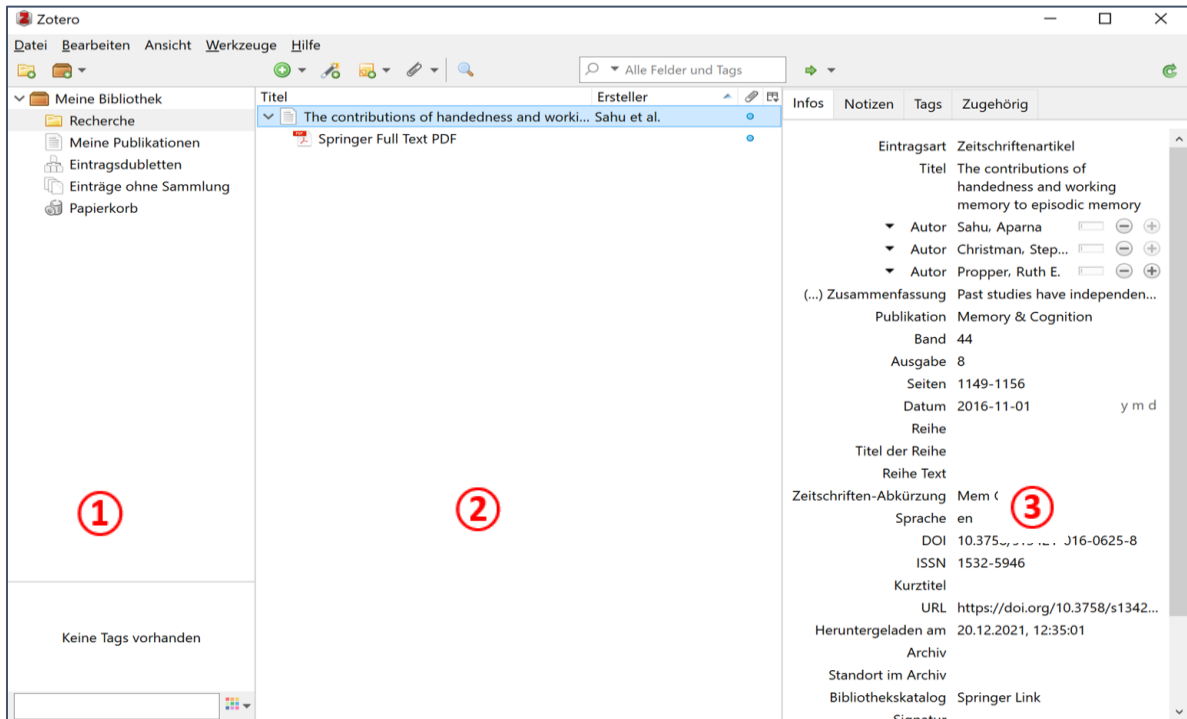 Zotero
Datei Bearbeiten Ansicht Werkzeuge Hilfe
Alle Felder und Tags
Meine Bibliothek
Recherche
Meine Publikationen
Eintragsdubletten
Einträge ohne Sammlung
Papierkorb
①
Keine Tags vorhanden
Titel Ersteller
The contributions of handedness and worki... Sahu et al.
PDF
Springer Full Text PDF
②
Infos Notizen Tags Zugehörig
Eintragsart Zeitschriftenartikel
Titel The contributions of
handedness and working
memory to episodic memory
Autor Sahu, Aparna
Autor Christman, Step...
Autor Propper, Ruth E.
(...) Zusammenfassung Past studies have independen...
Publikation Memory & Cognition
Band 44
Ausgabe 8
Seiten 1149-1156
Datum 2016-11-01 y m d
Reihe
Titel der Reihe
Reihe Text
Zeitschriften-Abkürzung Mem
③
Sprache en
DOI 016-0625-8
ISSN 1532-5946
Kurztitel
URL https://doi.org/10.3758/s1342...
Heruntergeladen am 20.12.2021, 12:35:01
Archiv
Standort im Archiv
Bibliothekskatalog Springer Link